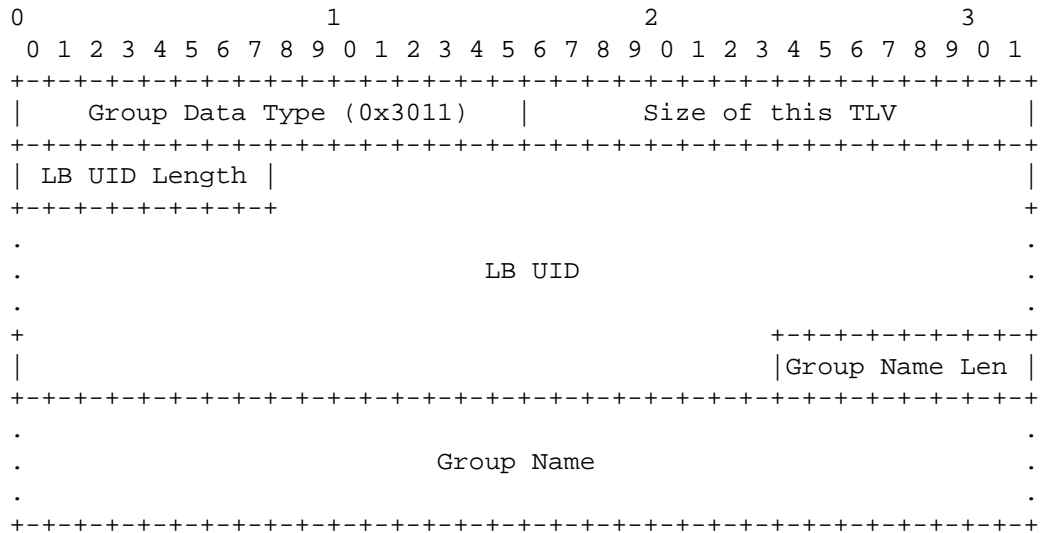 0                   1                   2                   3
 0 1 2 3 4 5 6 7 8 9 0 1 2 3 4 5 6 7 8 9 0 1 2 3 4 5 6 7 8 9 0 1
+-+-+-+-+-+-+-+-+-+-+-+-+-+-+-+-+-+-+-+-+-+-+-+-+-+-+-+-+-+-+-+-+
|    Group Data Type (0x3011)   |       Size of this TLV        |
+-+-+-+-+-+-+-+-+-+-+-+-+-+-+-+-+-+-+-+-+-+-+-+-+-+-+-+-+-+-+-+-+
| LB UID Length |                                               |
+-+-+-+-+-+-+-+-+                                               +
.                                                               .
.                             LB UID                            .
.                                                               .
+                                               +-+-+-+-+-+-+-+-+
|                                               |Group Name Len |
+-+-+-+-+-+-+-+-+-+-+-+-+-+-+-+-+-+-+-+-+-+-+-+-+-+-+-+-+-+-+-+-+
.                                                               .
.                          Group Name                           .
.                                                               .
+-+-+-+-+-+-+-+-+-+-+-+-+-+-+-+-+-+-+-+-+-+-+-+-+-+-+-+-+-+-+-+-+